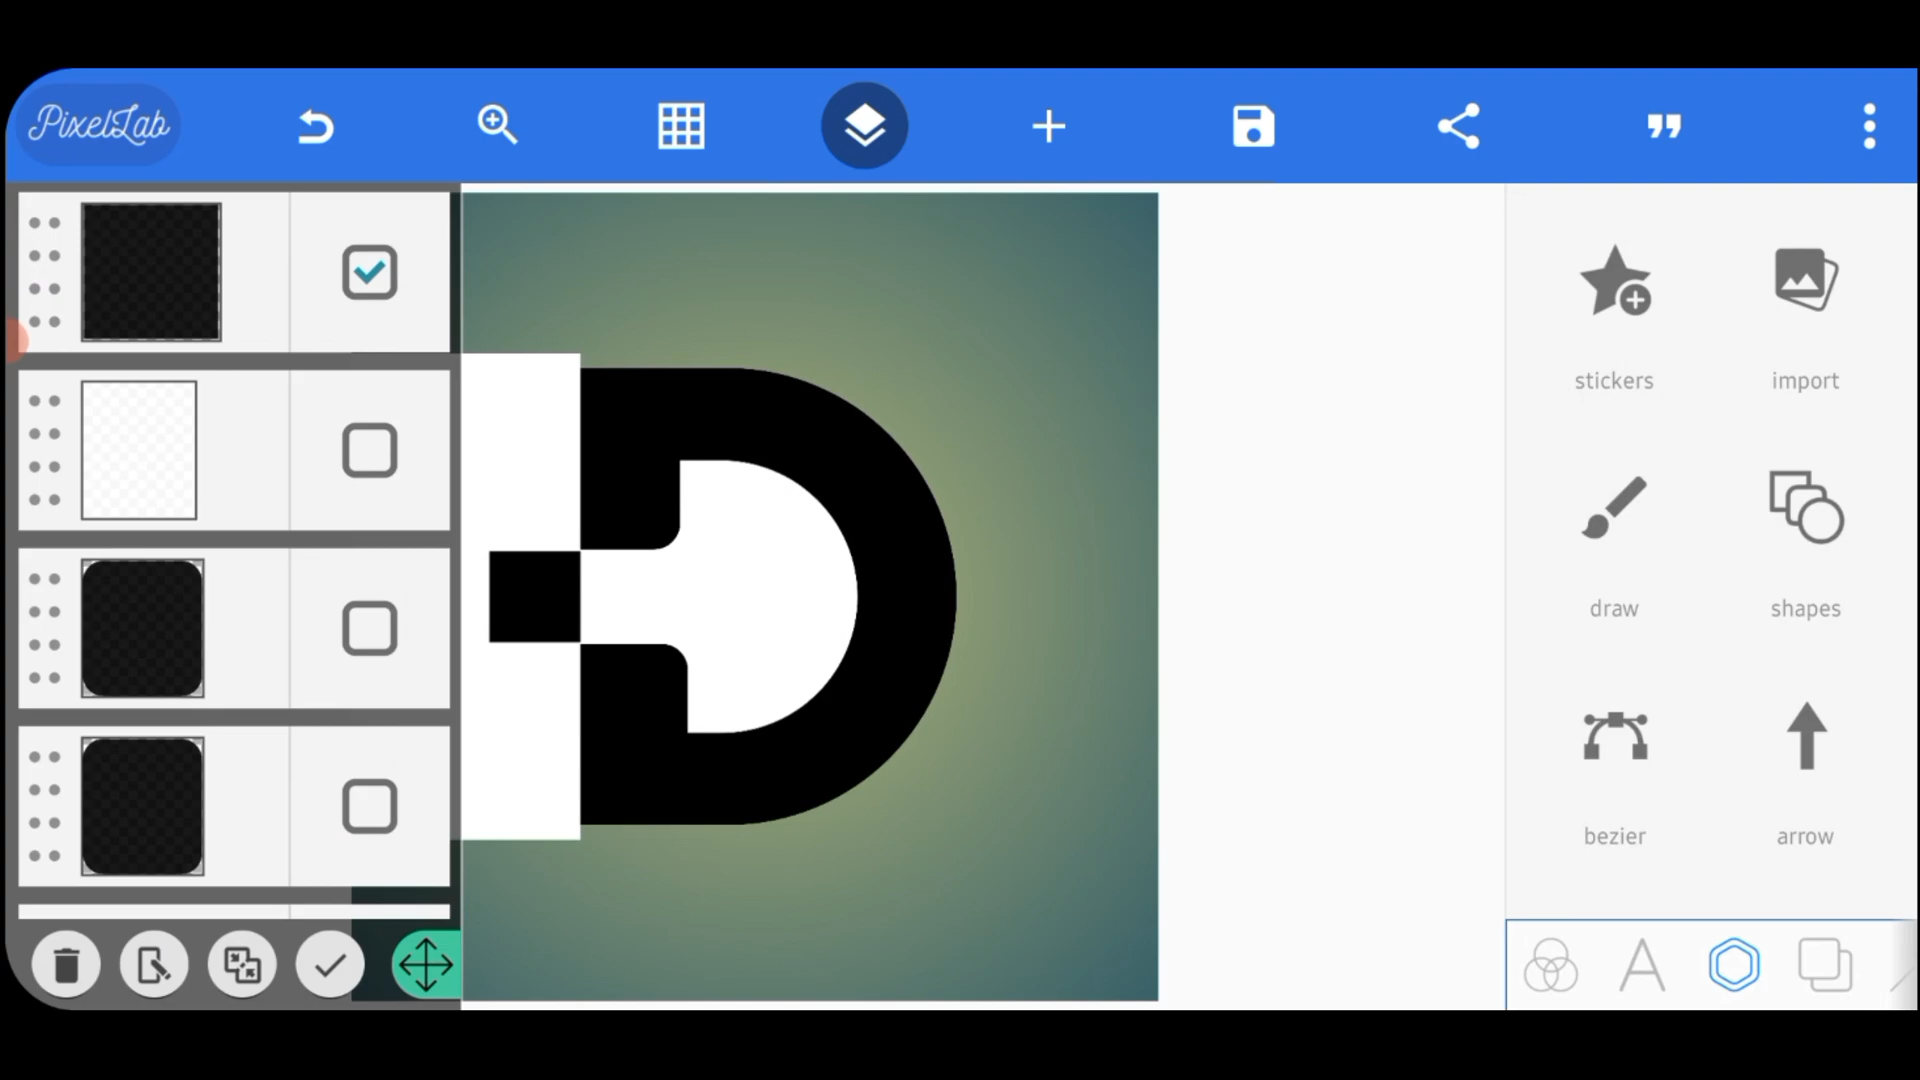 PixelLab
stickers
import
draw
shapes
bezier
arrow